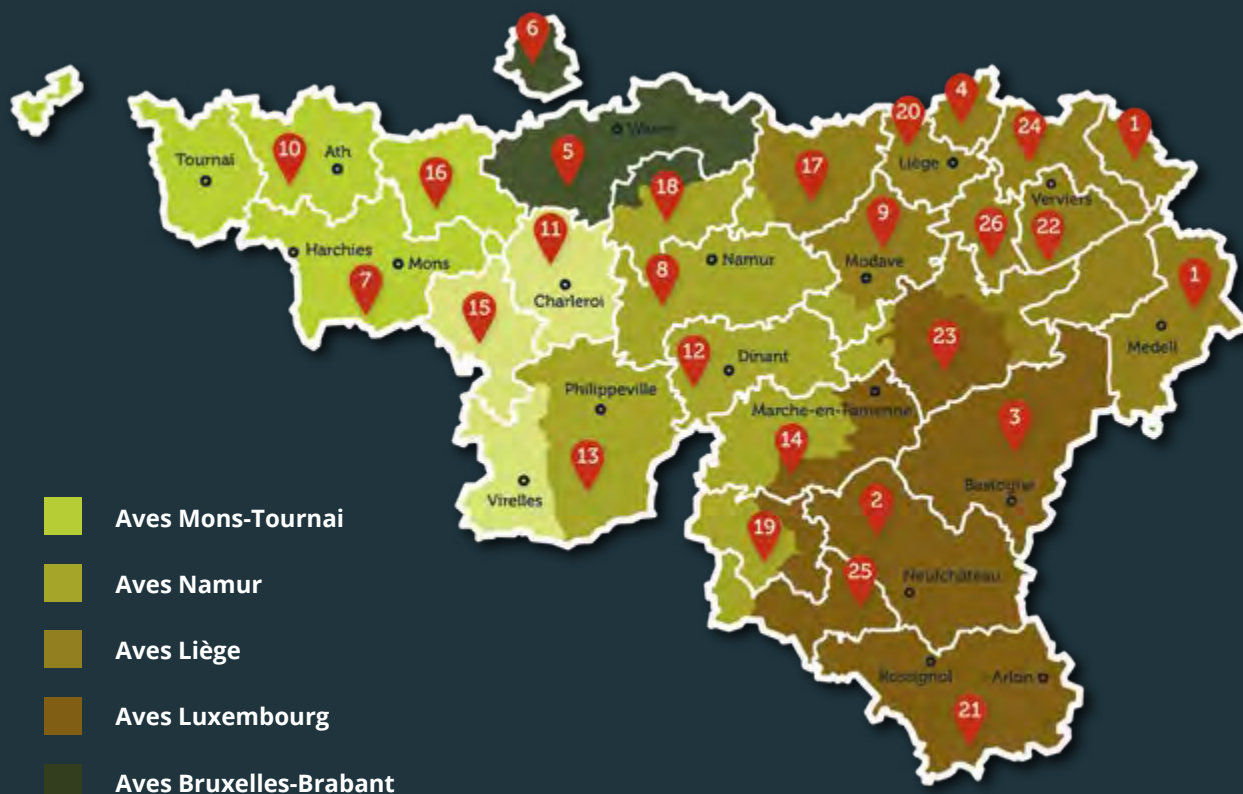 6
4
20
24
1
Wavre
10
Ath
5
Tournai
16
17
Liège
18
Verviers
9
26
22
11
Harchies
Mons
8
Namur
Modave
7
Charleroi
1
15
23
Medell
12
Dinant
Philippeville
Marche-en-Famenne
3
14
13
Virelles
Bastogne
2
19
25
Neufchâteau
Rossignol
Arlon
21
Aves Mons-Tournai
Aves Namur
Aves Liège
Aves Luxembourg
Aves Bruxelles-Brabant